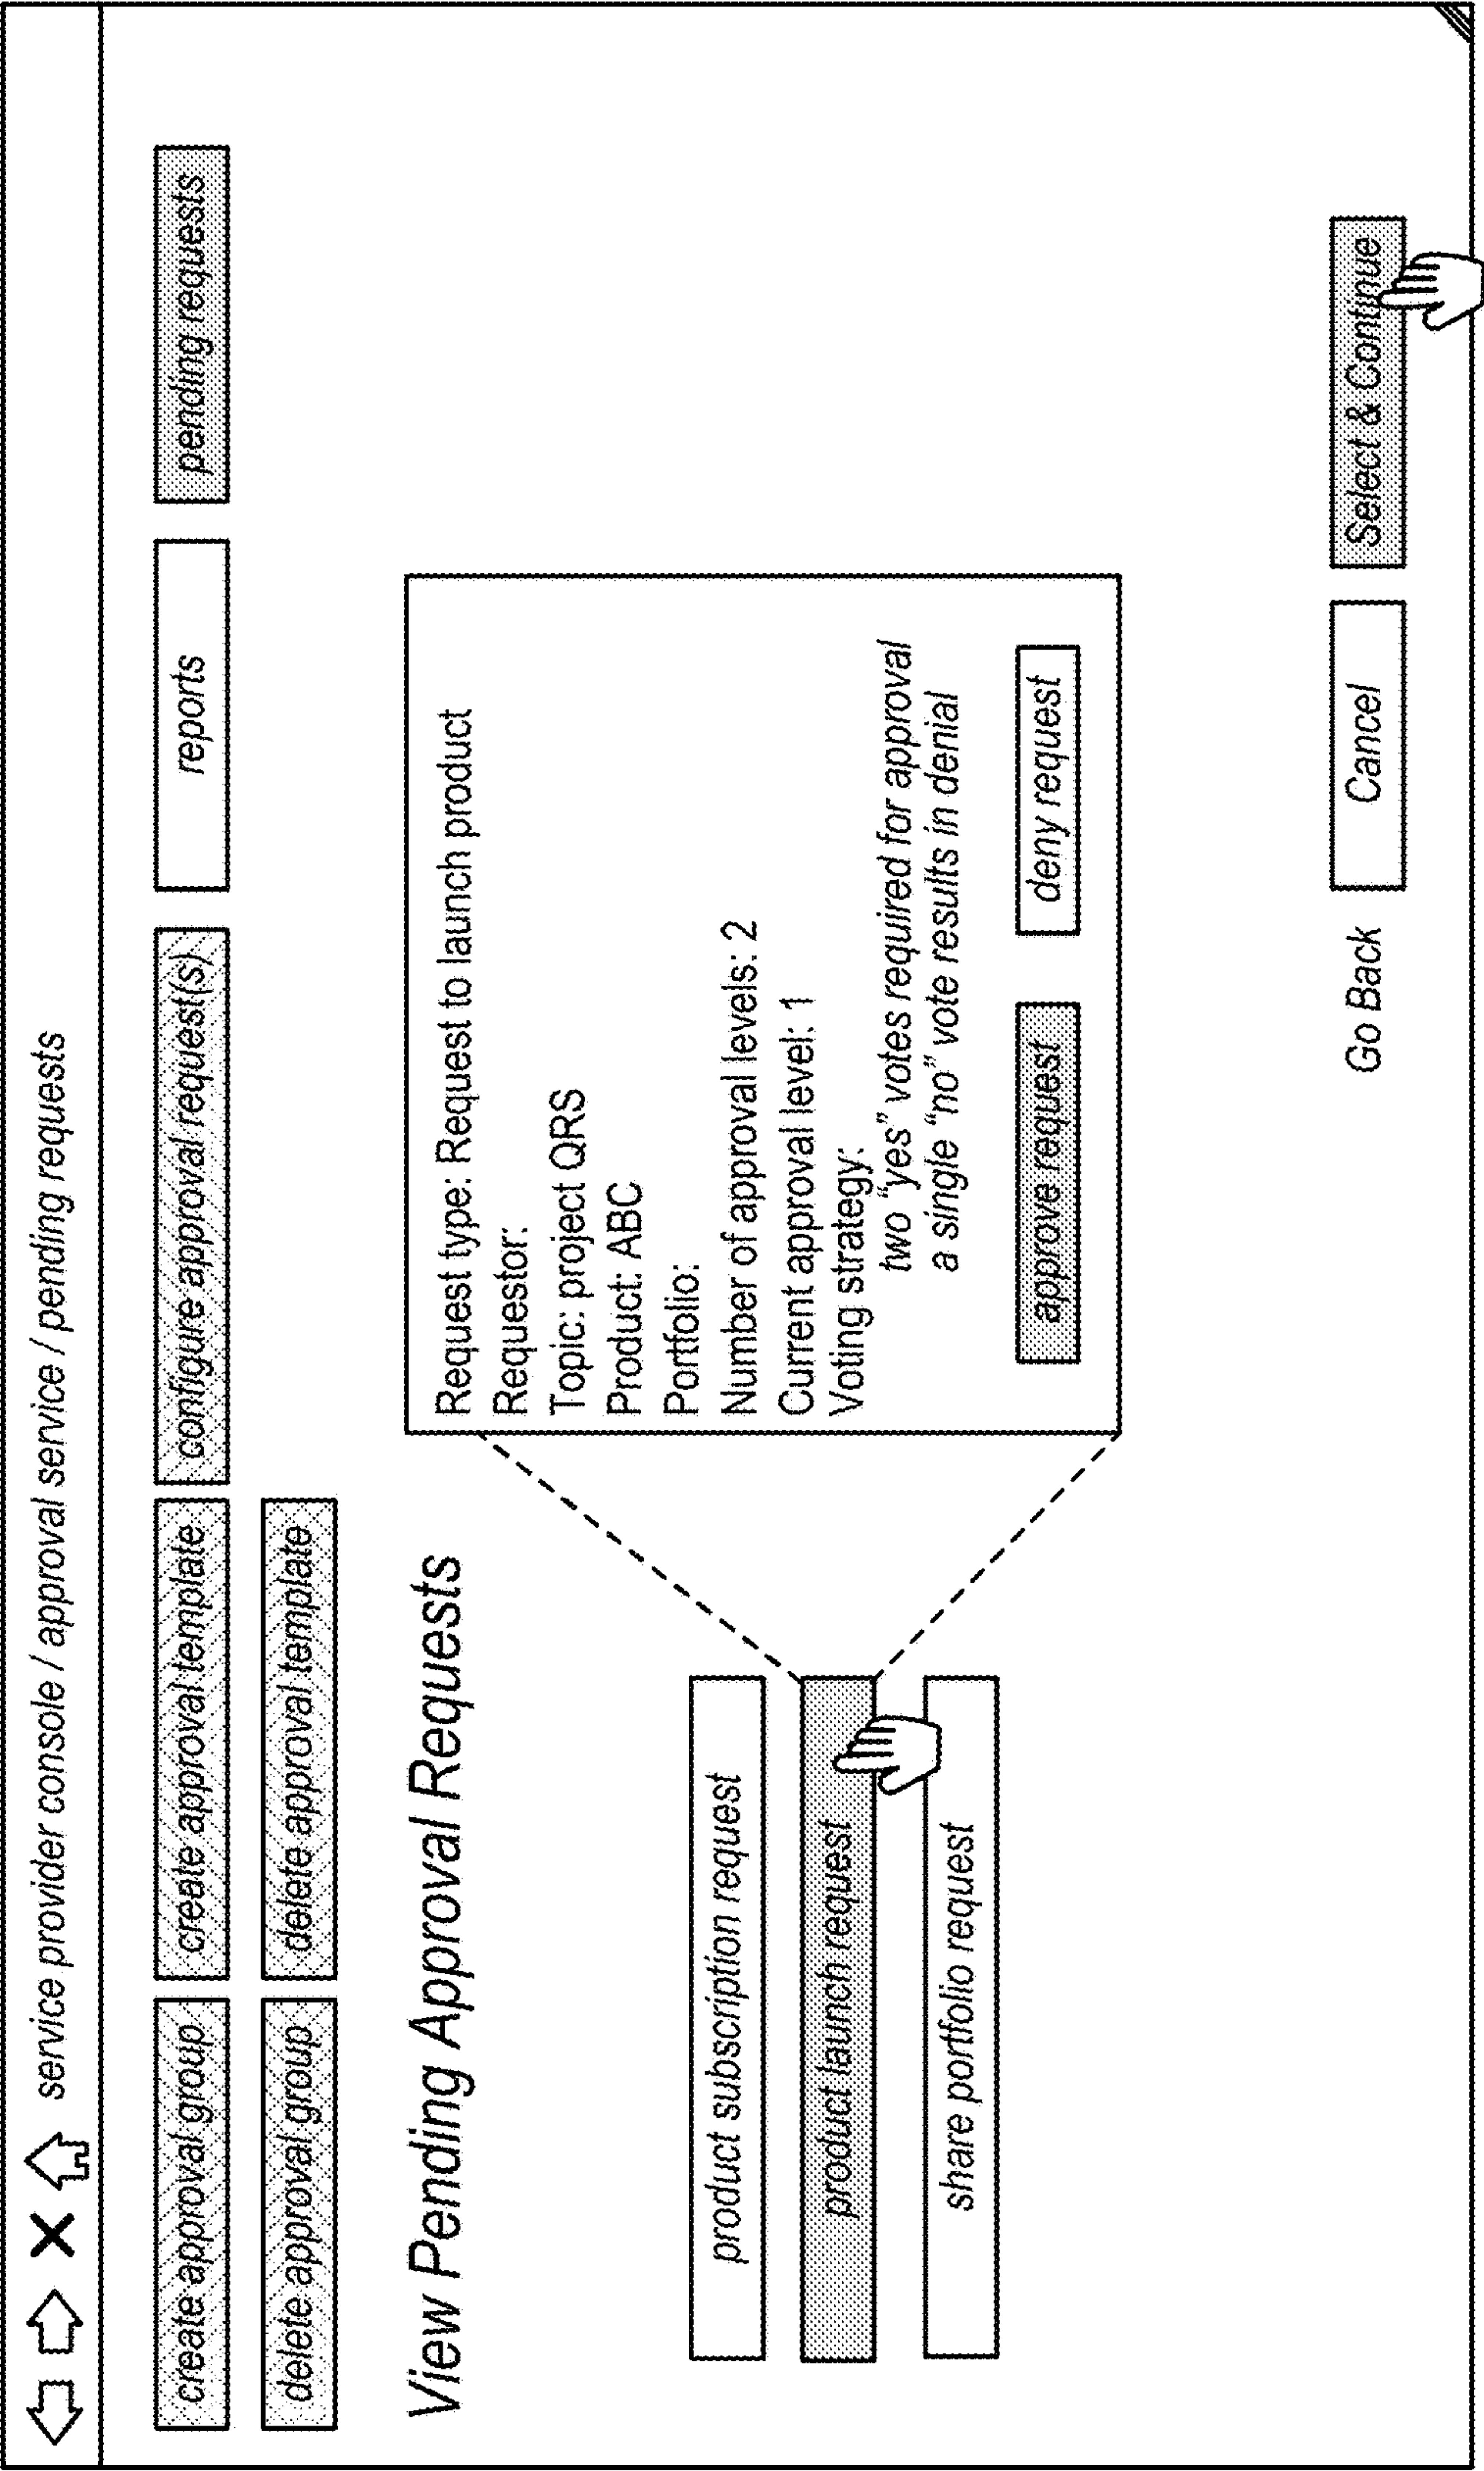 service provider console / approval service / pending requests
create approval group
create approval template
configure approval request(s)
reports
pending requests
delete approval group
delete approval template
View Pending Approval Requests
product subscription request
product launch request
share portfolio request
Request type: Request to launch product
Requestor:
Topic: project QRS
Product: ABC
Portfolio:
Number of approval levels: 2
Current approval level: 1
Voting strategy:
two “yes” votes required for approval
a single “no” vote results in denial
approve request
deny request
Go Back
Cancel
Select & Continue